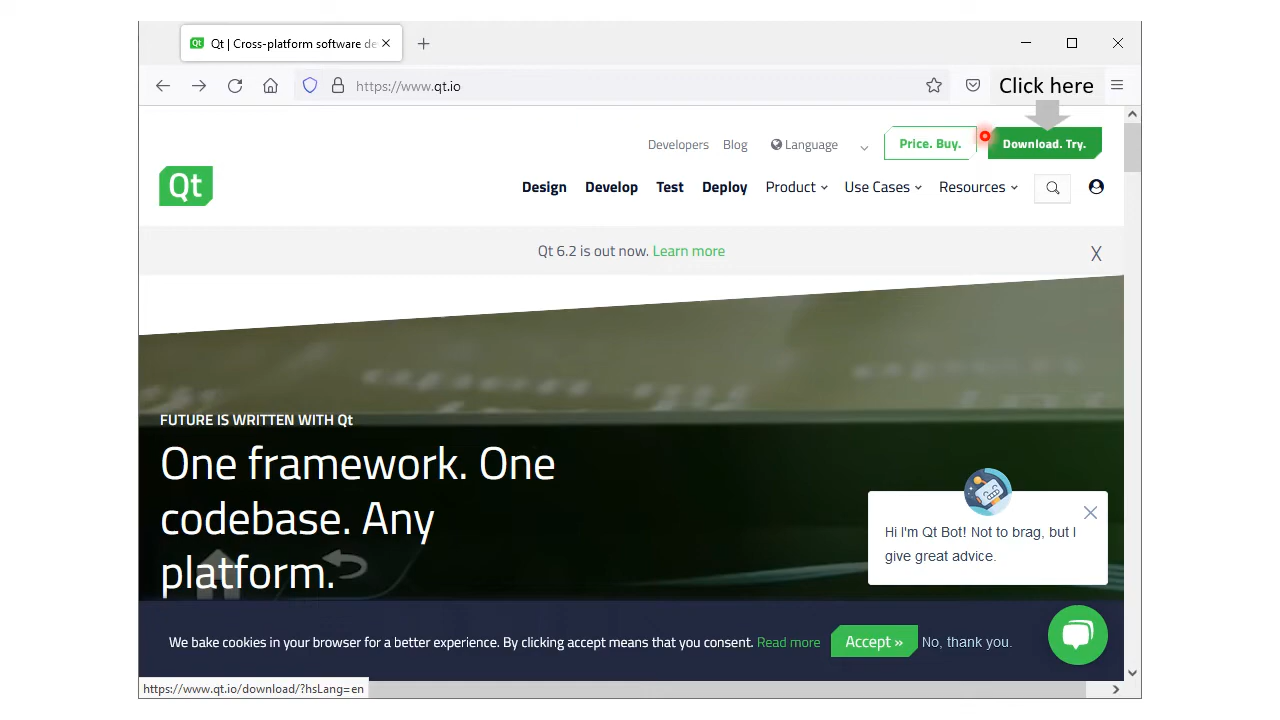 Qt | Cross-platform software de
https://www.qt.io
Click here
Developers Blog Language Price. Buy. Download. Try.
Qt
Design Develop Test Deploy Product Use Cases Resources
Qt 6.2 is out now. Learn more X
FUTURE IS WRITTEN WITH Qt
One framework. One
codebase. Any
platform.
Hi I'm Qt Bot! Not to brag, but I
give great advice.
We bake cookies in your browser for a better experience. By clicking accept means that you consent. Read more Accept » No, thank you.
https://www.qt.io/download/?hsLang=en